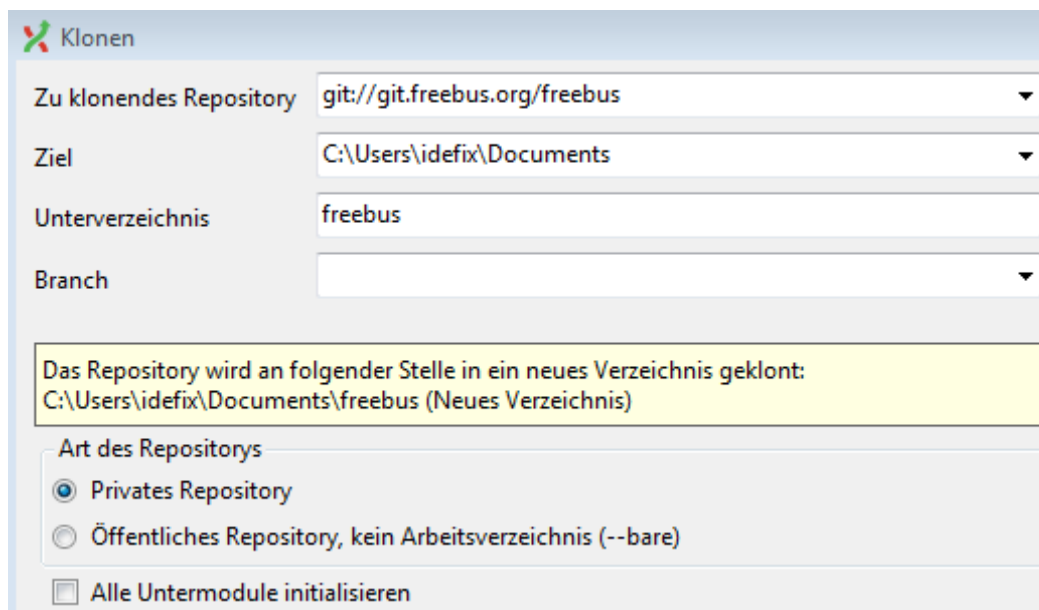 Klonen
Zu klonendes Repository git://git.freebus.org/freebus
Ziel C:\Users\idefix\Documents
Unterverzeichnis freebus
Branch
Das Repository wird an folgender Stelle in ein neues Verzeichnis geklont:
C:\Users\idefix\Documents\freebus (Neues Verzeichnis)
Art des Repositorys
Privates Repository
Öffentliches Repository, kein Arbeitsverzeichnis (--bare)
Alle Untermodule initialisieren